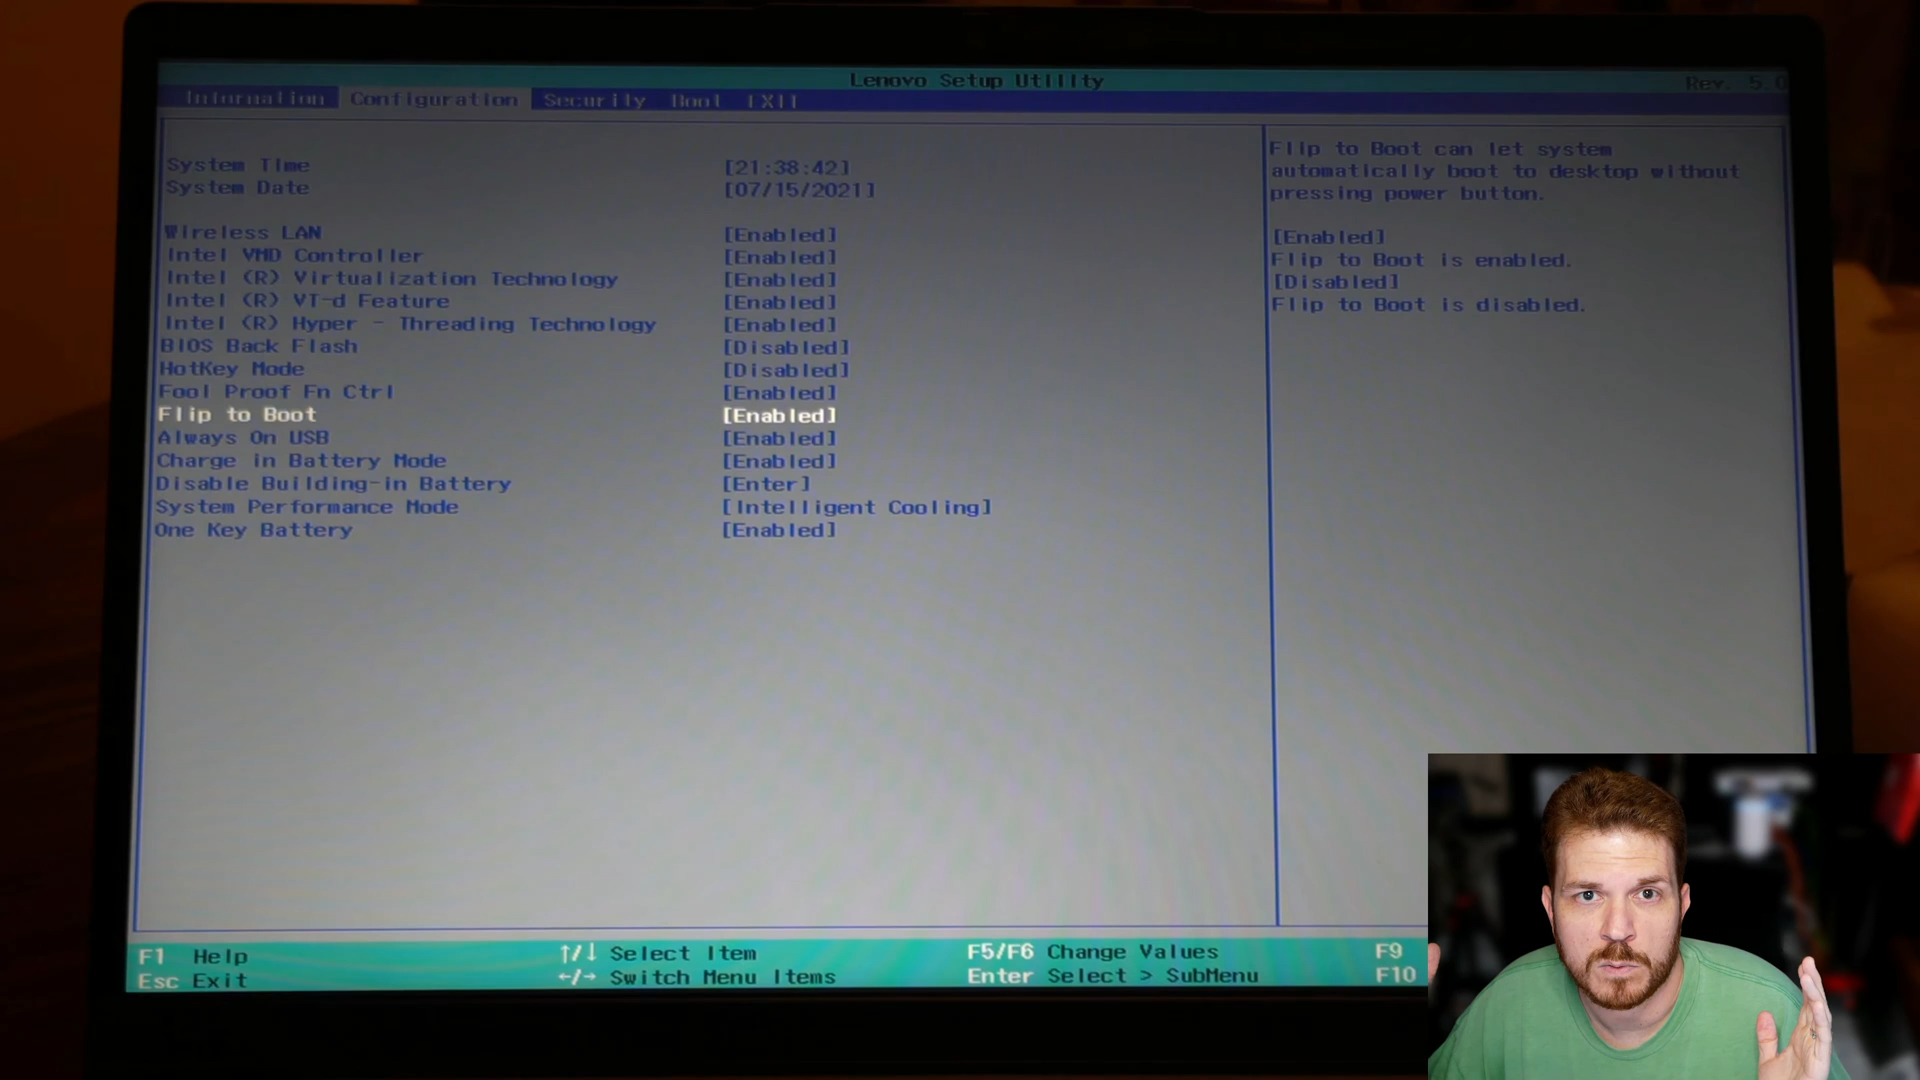 Lenovo Setup Utility
Rev. 5.0
Information Configuration Security Boot EXIT
System Time [21:38:42]
System Date [07/15/2021]
Wireless LAN [Enabled]
Intel VMD Controller [Enabled]
Intel (R) Virtualization Technology [Enabled]
Intel (R) VT-d Feature [Enabled]
Intel (R) Hyper - Threading Technology [Enabled]
BIOS Back Flash [Disabled]
HotKey Mode [Disabled]
Fool Proof Fn Ctrl [Enabled]
Flip to Boot [Enabled]
Always On USB [Enabled]
Charge in Battery Mode [Enabled]
Disable Building-in Battery [Enter]
System Performance Mode [Intelligent Cooling]
One Key Battery [Enabled]
Flip to Boot can let system
automatically boot to desktop without
pressing power button.
[Enabled]
Flip to Boot is enabled.
[Disabled]
Flip to Boot is disabled.
F1 Help ↑/↓ Select Item F5/F6 Change Values F9
Esc Exit ←/→ Switch Menu Items Enter Select > SubMenu F10